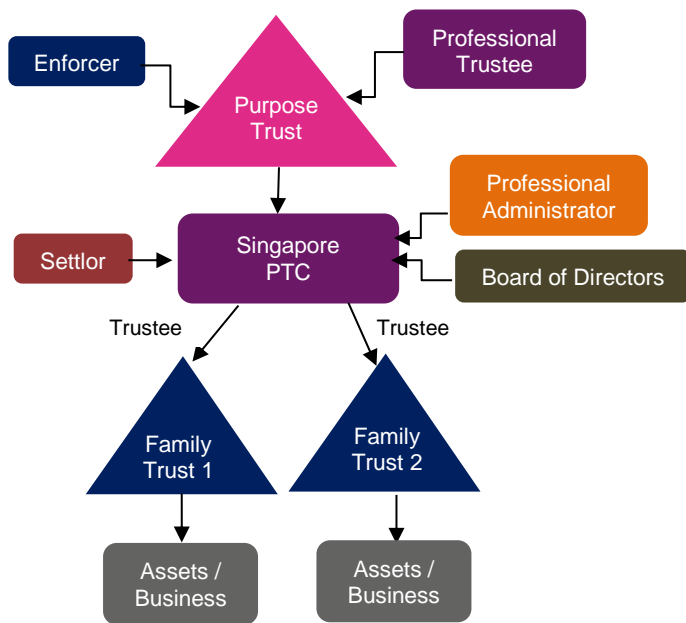 Enforcer
Professional
Trustee
Purpose
Trust
Professional
Administrator
Settlor
Singapore
PTC
Board of Directors
Trustee
Trustee
Family
Trust 1
Family
Trust 2
Assets /
Business
Assets /
Business